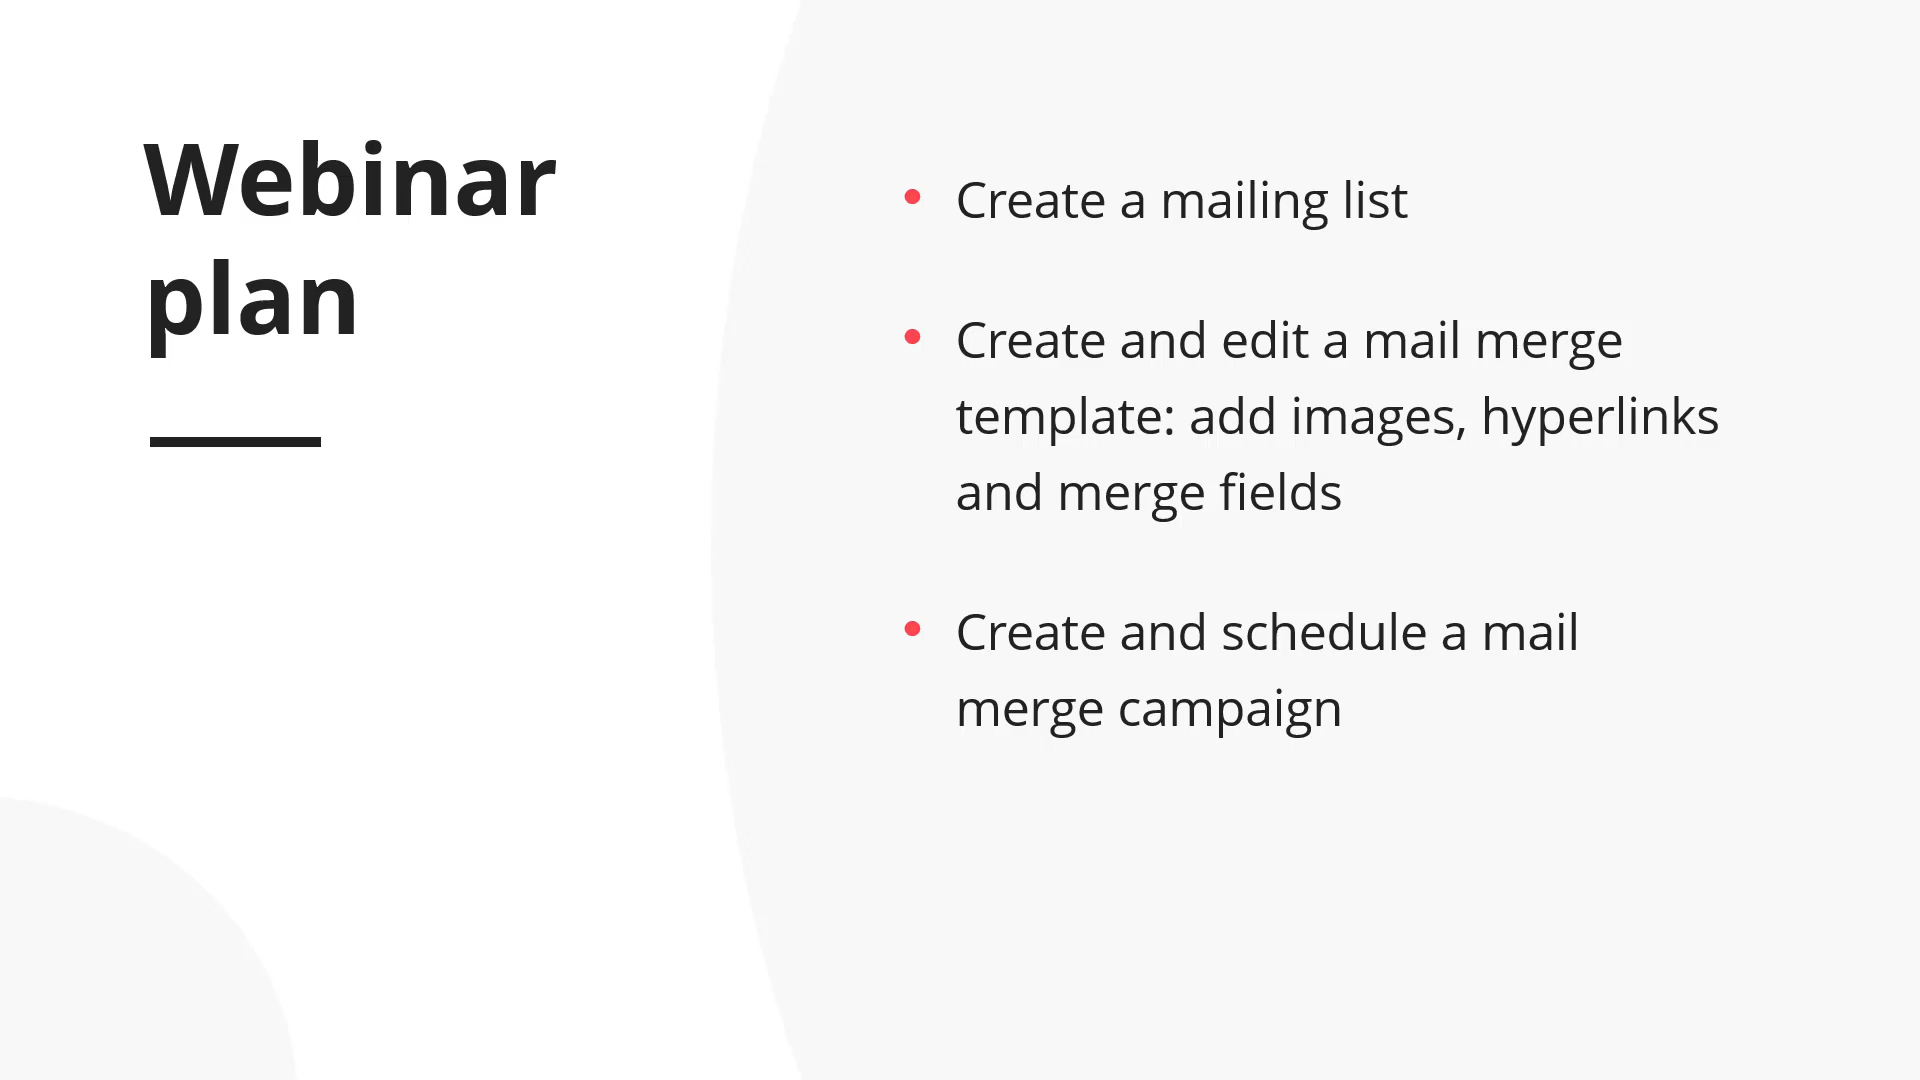 Webinar
plan
• Create a mailing list
• Create and edit a mail merge
template: add images, hyperlinks
and merge fields
• Create and schedule a mail
merge campaign